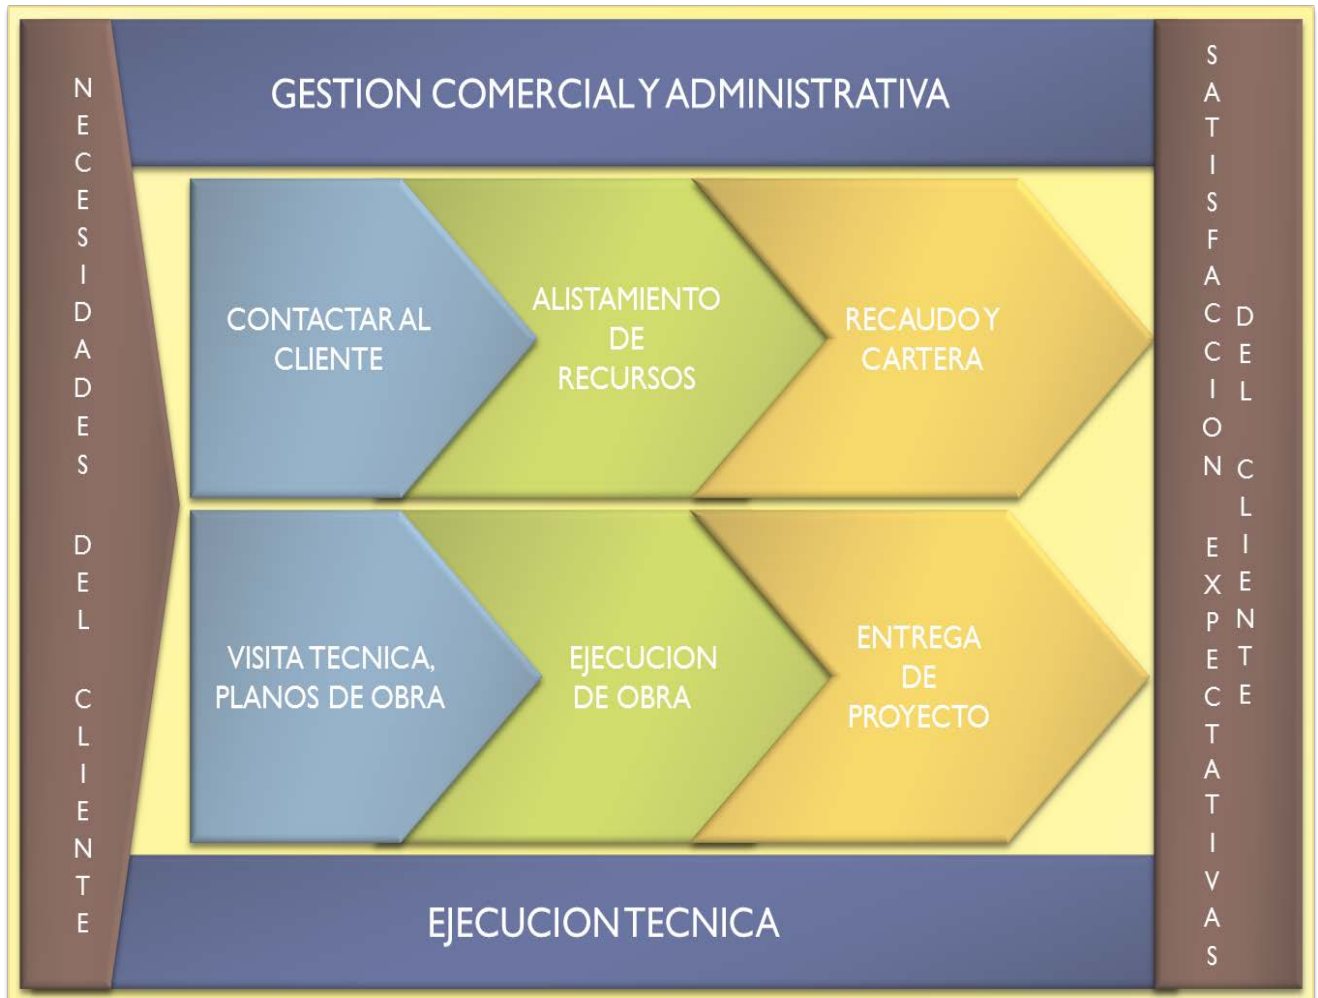 NECESIDADES DEL CLIENTE
GESTION COMERCIAL Y ADMINISTRATIVA
CONTACTAR AL
CLIENTE
ALISTAMIENTO
DE
RECURSOS
RECAUDO Y
CARTERA
VISITA TECNICA,
PLANOS DE OBRA
EJECUCION
DE OBRA
ENTREGA
DE
PROYECTO
EJECUCION TECNICA
SATISFACCION EXPECTATIVAS
DEL CLIENTE